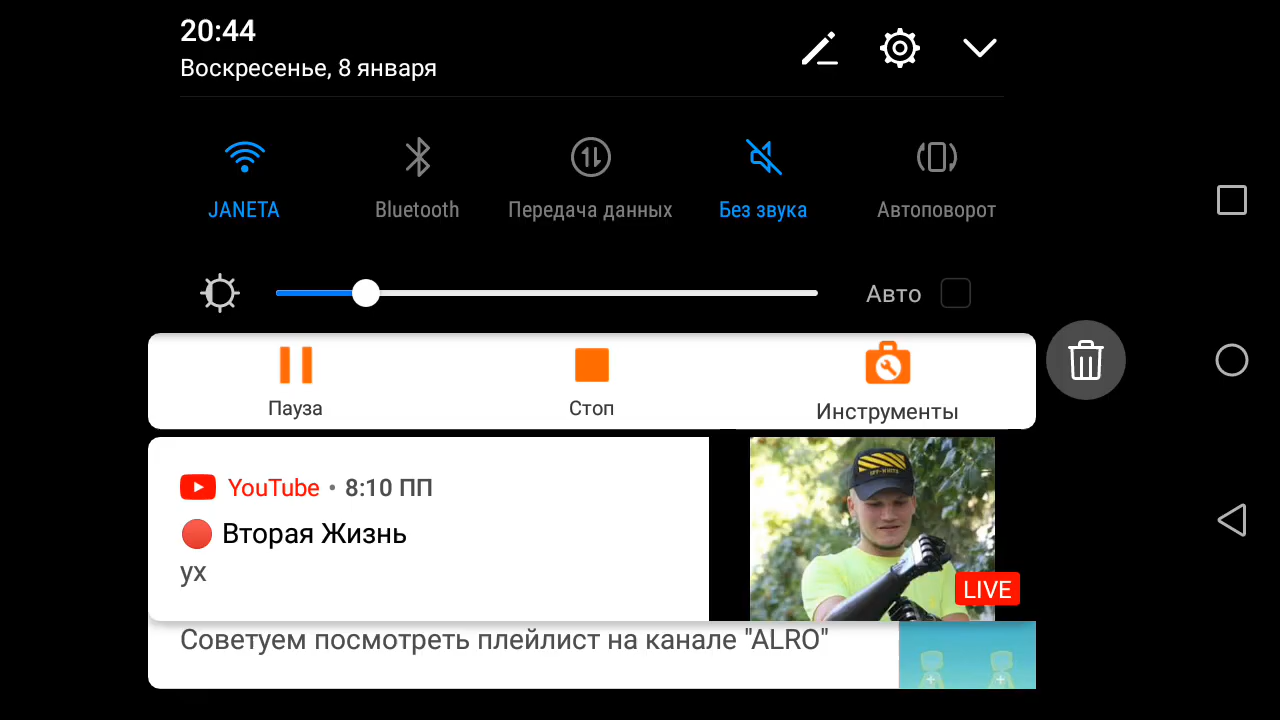 20:44
Воскресенье, 8 января
JANETA
Bluetooth
Передача данных
Без звука
Автоповорот
Авто
Пауза
Стоп
Инструменты
YouTube • 8:10 ПП
Вторая Жизнь
ух
LIVE
Советуем посмотреть плейлист на канале "ALRO"